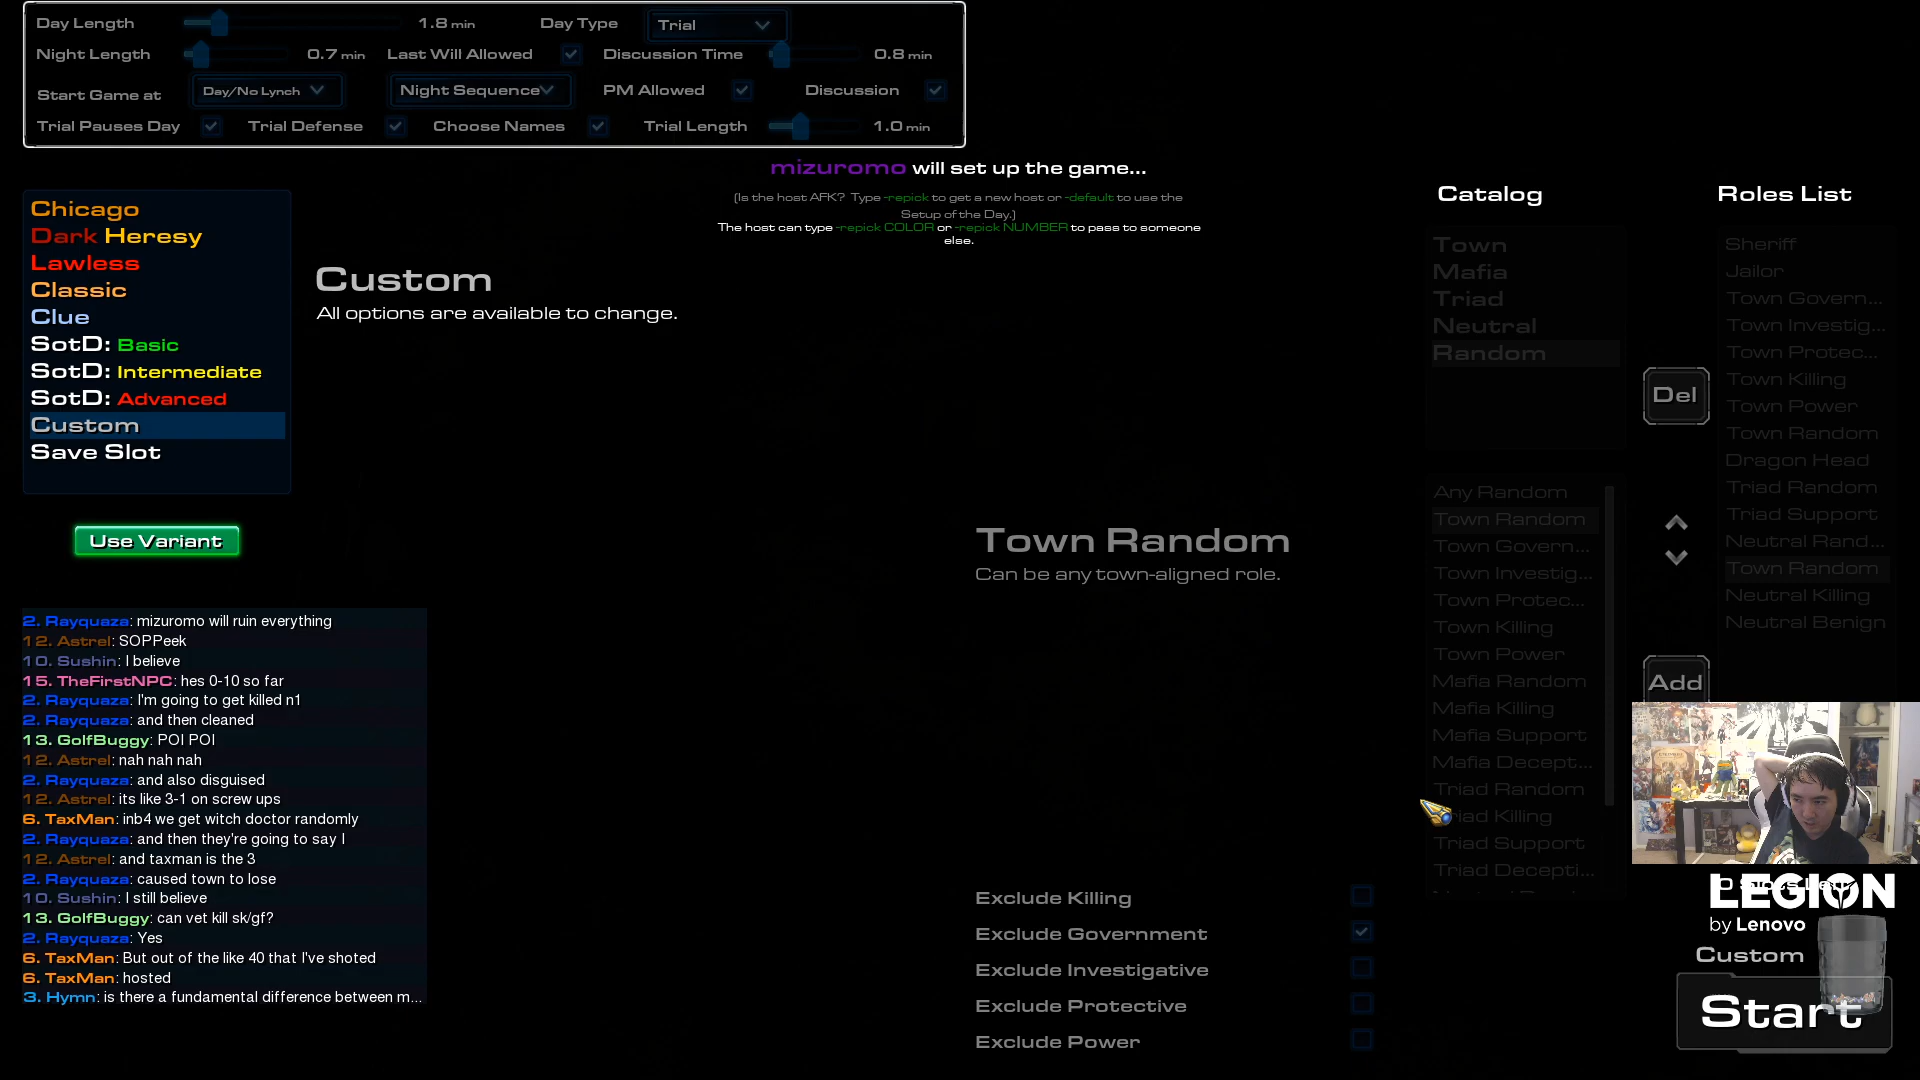 Day Length 1.8 min Day Type Trial
Night Length 0.7 min Last Will Allowed Discussion Time 0.8 min
Start Game at Day/No Lynch Night Sequence PM Allowed Discussion
Trial Pauses Day Trial Defense Choose Names Trial Length 1.0 min
mizuromo will set up the game...
(Is the host AFK? Type -repick to get a new host or -default to use the
Setup of the Day.)
The host can type -repick COLOR or -repick NUMBER to pass to someone
else.
Chicago
Dark Heresy
Lawless
Classic
Clue
SotD: Basic
SotD: Intermediate
SotD: Advanced
Custom
Save Slot
Use Variant
Custom
All options are available to change.
2. Rayquaza: mizuromo will ruin everything
12. Astrel: SOPPeek
10. Sushin: I believe
15. TheFirstNPC: hes 0-10 so far
2. Rayquaza: I'm going to get killed n1
2. Rayquaza: and then cleaned
13. GolfBuggy: POI POI
12. Astrel: nah nah nah
2. Rayquaza: and also disguised
12. Astrel: its like 3-1 on screw ups
6. TaxMan: inb4 we get witch doctor randomly
2. Rayquaza: and then they're going to say I
12. Astrel: and taxman is the 3
2. Rayquaza: caused town to lose
10. Sushin: I still believe
13. GolfBuggy: can vet kill sk/gf?
2. Rayquaza: Yes
6. TaxMan: But out of the like 40 that I've shoted
6. TaxMan: hosted
3. Hymn: is there a fundamental difference between m...
Town Random
Can be any town-aligned role.
Exclude Killing
Exclude Government
Exclude Investigative
Exclude Protective
Exclude Power
Catalog
Town
Mafia
Triad
Neutral
Random
Any Random
Town Random
Town Govern...
Town Investig...
Town Protec...
Town Killing
Town Power
Mafia Random
Mafia Killing
Mafia Support
Mafia Decept...
Triad Random
Triad Killing
Triad Support
Triad Decepti...
Del
Add
Roles List
Sheriff
Jailor
Town Govern...
Town Investig...
Town Protec...
Town Killing
Town Power
Town Random
Dragon Head
Triad Random
Triad Support
Neutral Rand...
Town Random
Neutral Killing
Neutral Benign
LEGION
by Lenovo
Custom
Start